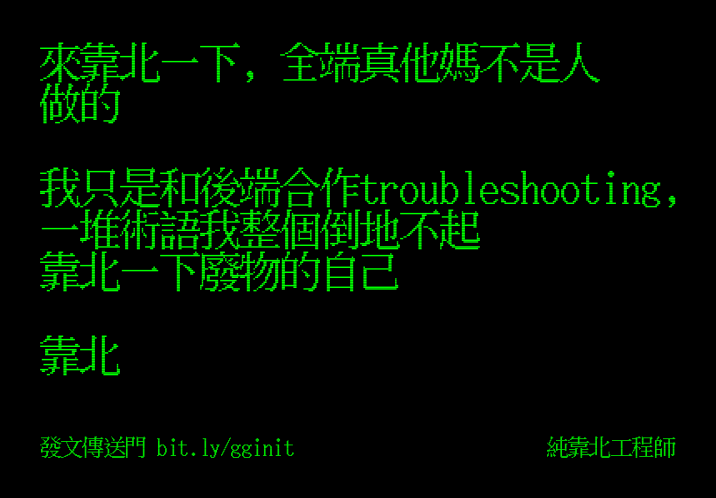 來靠北一下, 全端真他媽不是人
做的
我只是和後端合作troubleshooting,
一堆術語我整個倒地不起
靠北一下廢物的自己
靠北
發文傳送門 bit.ly/gginit
純靠北工程師